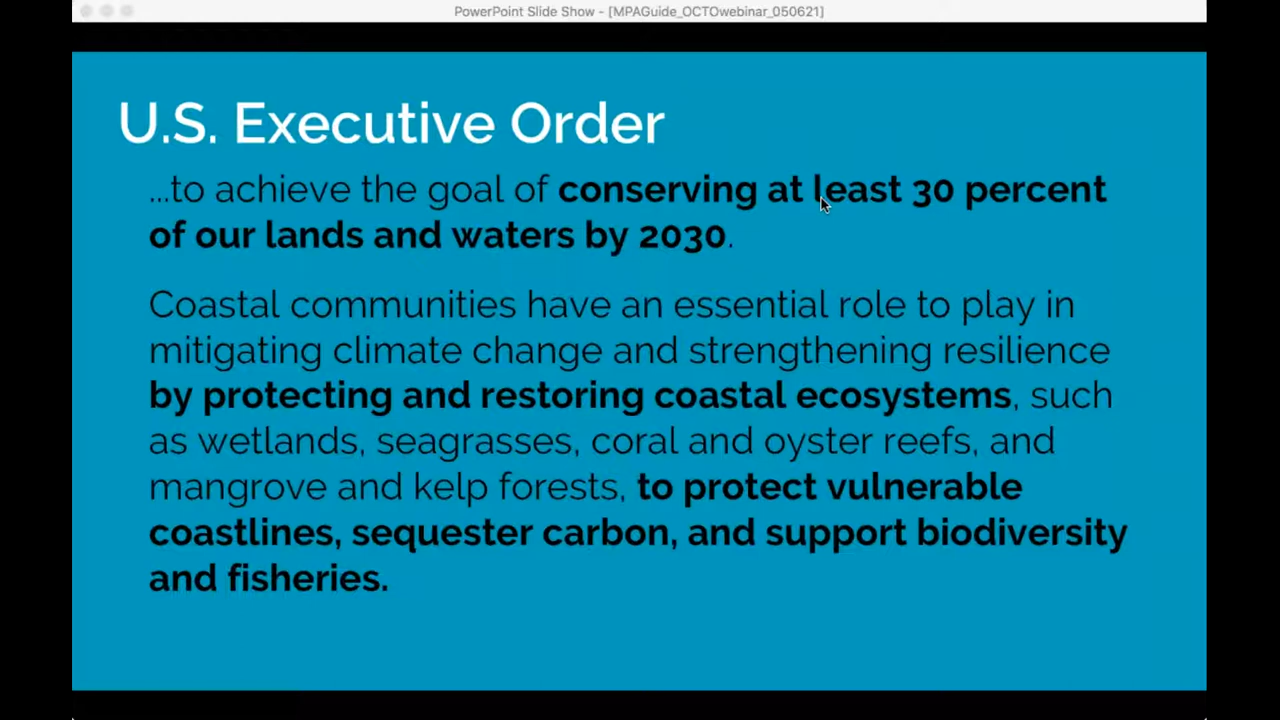 PowerPoint Slide Show - [MPAGuide_OCTOwebinar_050621]
U.S. Executive Order
...to achieve the goal of conserving at least 30 percent
of our lands and waters by 2030.
Coastal communities have an essential role to play in
mitigating climate change and strengthening resilience
by protecting and restoring coastal ecosystems, such
as wetlands, seagrasses, coral and oyster reefs, and
mangrove and kelp forests, to protect vulnerable
coastlines, sequester carbon, and support biodiversity
and fisheries.